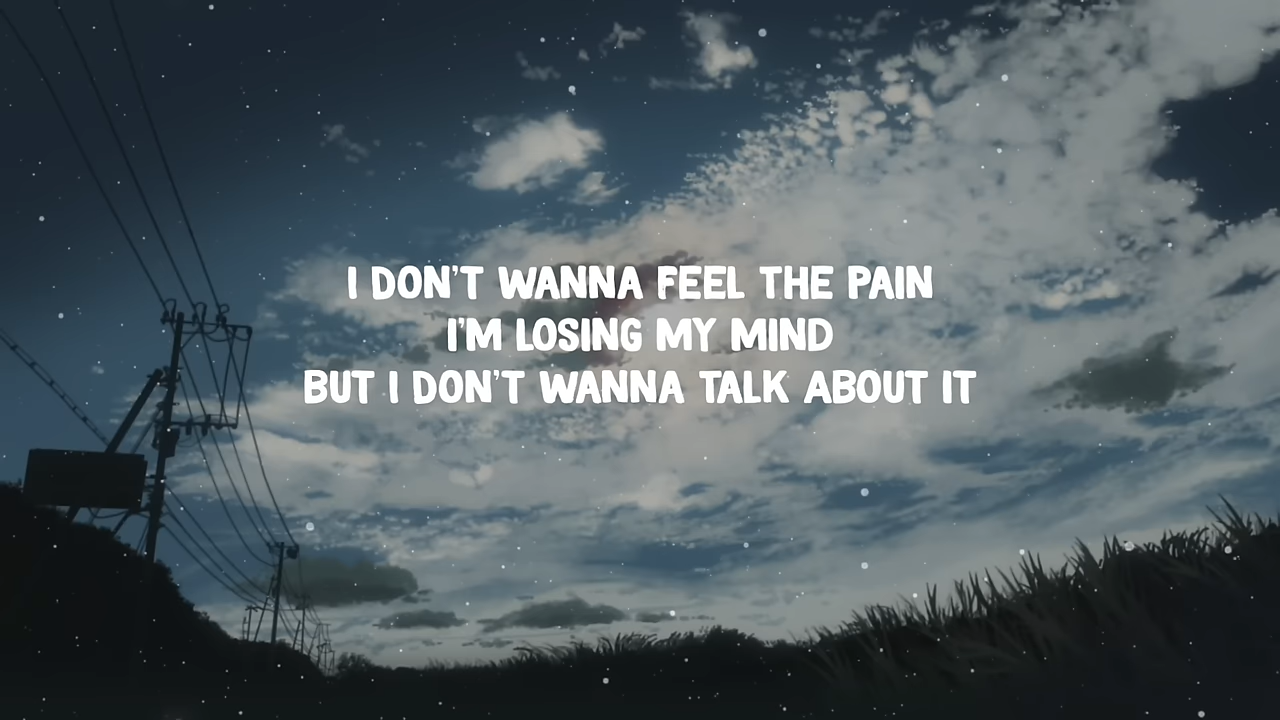 I DON'T WANNA FEEL THE PAIN
I'M LOSING MY MIND
BUT I DON'T WANNA TALK ABOUT IT